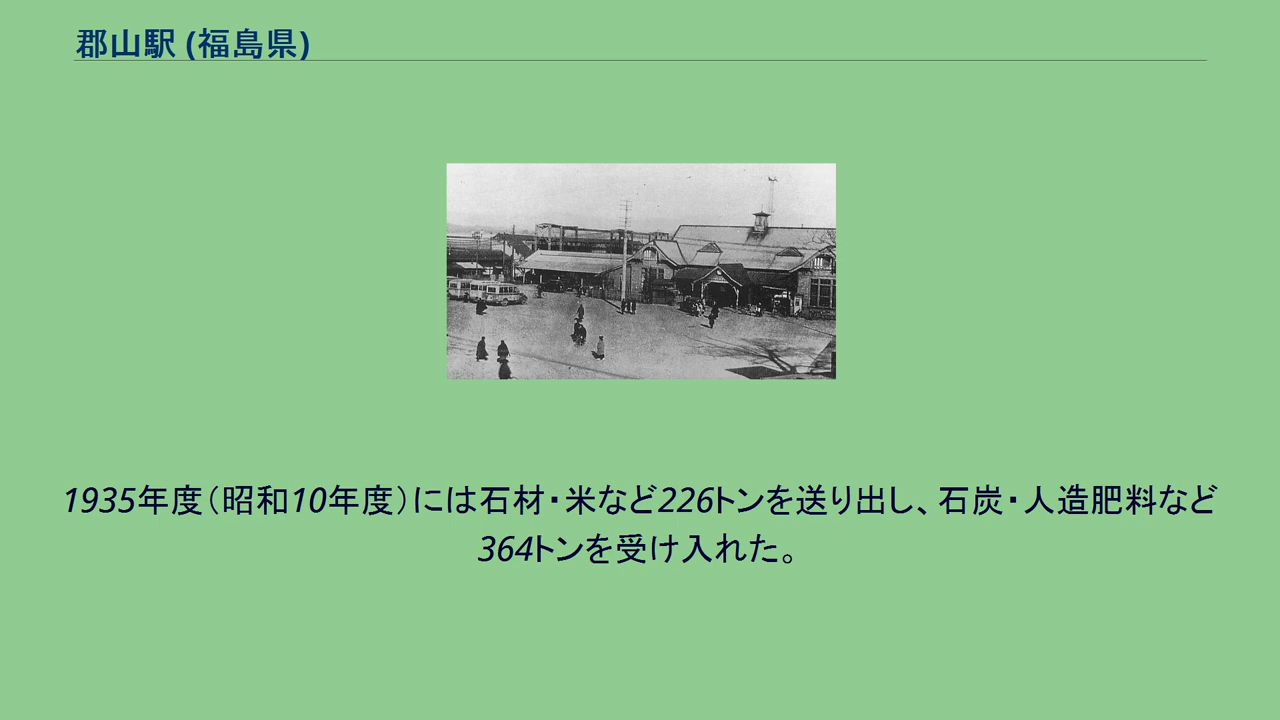 郡山駅 (福島県)
1935年度（昭和10年度）には石材・米など226トンを送り出し、石炭・人造肥料など
364トンを受け入れた。